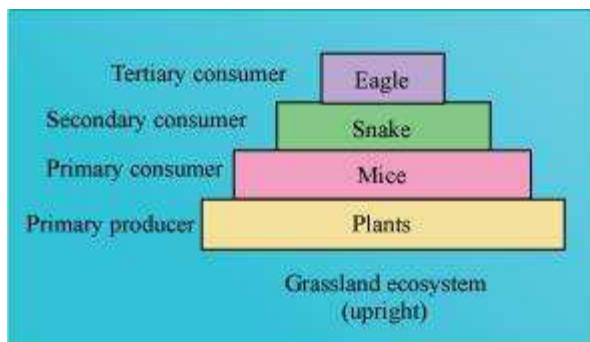 Tertiary consumer Eagle
Secondary consumer Snake
Primary consumer Mice
Primary producer Plants
Grassland ecosystem
(upright)